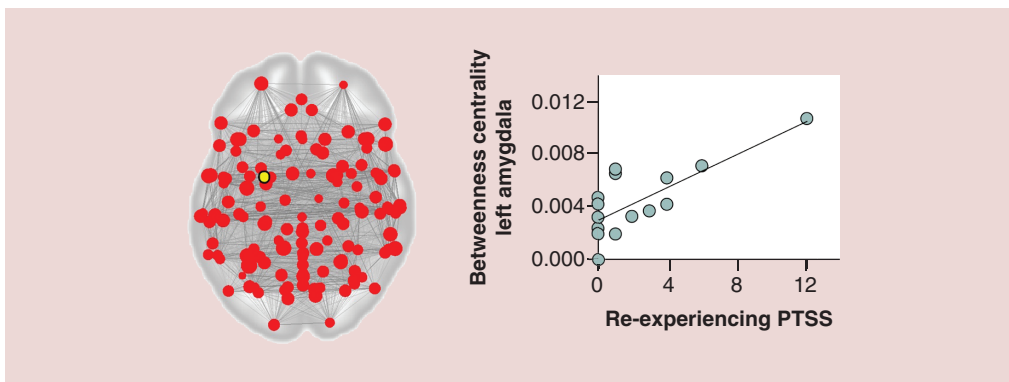 Betweenness centrality
left amygdala
0.012
0.008
0.004
0.000
0
4
8
12
Re-experiencing PTSS